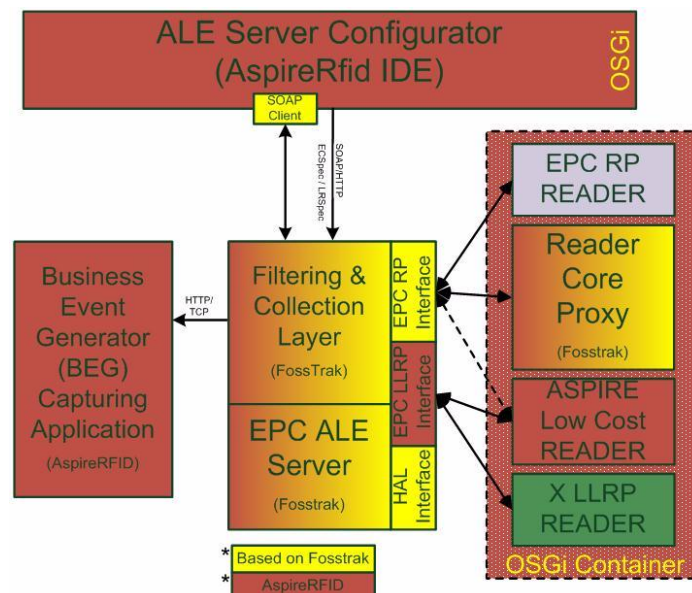 ALE Server Configurator
(AspireRfid IDE)
OSGi
SOAP
Client
SOAP/HTTP
ECSpec / LRSpec
Business
Event
Generator
(BEG)
Capturing
Application
(AspireRFID)
HTTP/
TCP
Filtering &
Collection
Layer
(FossTrak)
EPC ALE
Server
(Fosstrak)
EPC RP
Interface
EPC LLRP
Interface
HAL
Interface
EPC RP
READER
Reader
Core
Proxy
(Fosstrak)
ASPIRE
Low Cost
READER
X LLRP
READER
OSGi Container
* Based on Fosstrak
* AspireRFID